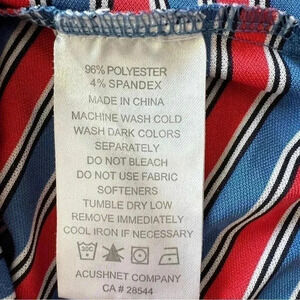 96% POLYESTER
4% SPANDEX
MADE IN CHINA
MACHINE WASH COLD
WASH DARK COLORS
SEPARATELY
DO NOT BLEACH
DO NOT USE FABRIC
SOFTENERS
TUMBLE DRY LOW
REMOVE IMMEDIATELY
COOL IRON IF NECESSARY
ACUSHNET COMPANY
CA # 28544